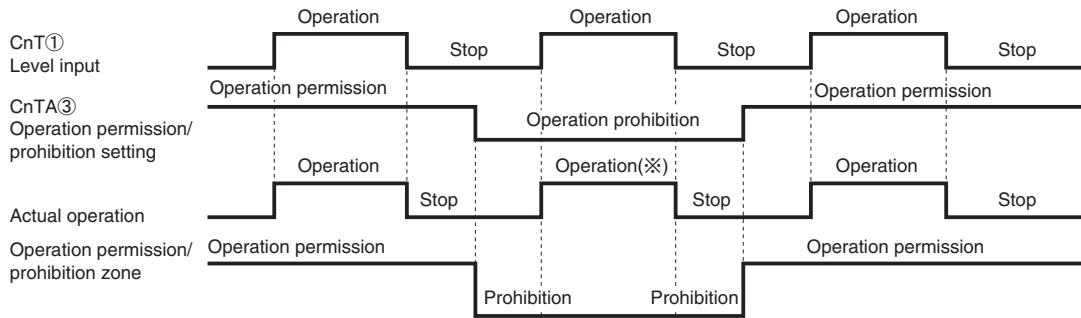 Operation Operation Operation
CnT①
Level input
Stop Stop Stop
Operation permission Operation permission
CnTA③
Operation permission/
prohibition setting
Operation prohibition
Operation Operation(※) Operation
Actual operation
Stop Stop Stop
Operation permission/
prohibition zone
Operation permission Operation permission
Prohibition Prohibition